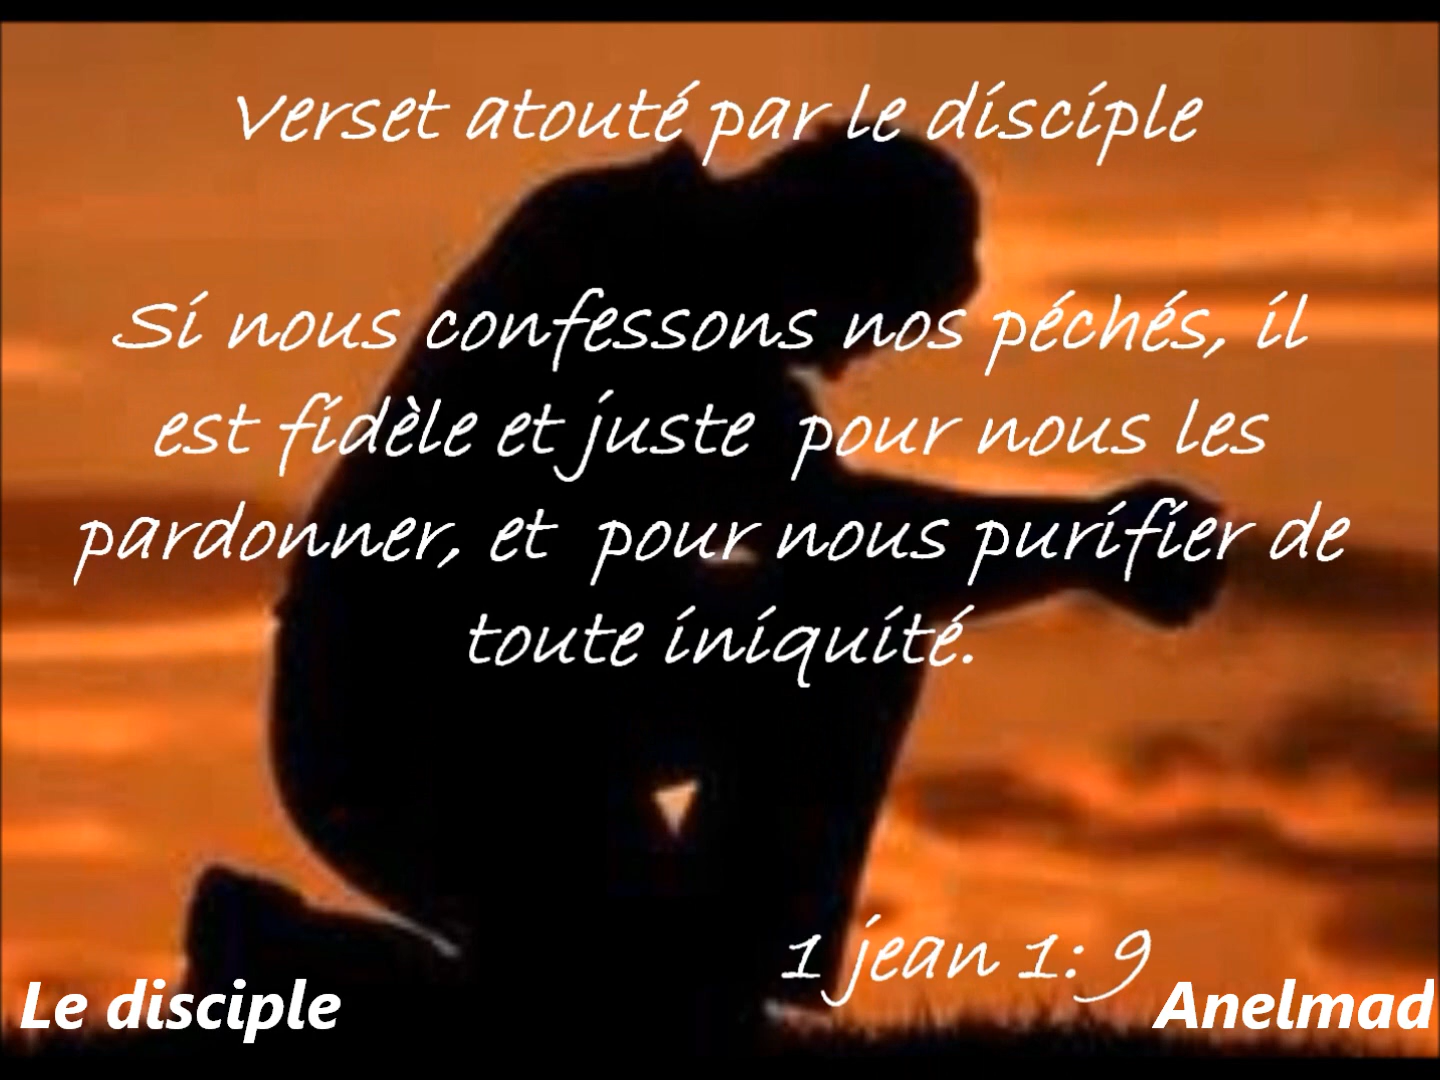 Verset atouté par le disciple
Si nous confessons nos péchés, il
est fidèle et juste pour nous les
pardonner, et pour nous purifier de
toute iniquité.
1 jean 1: 9
Le disciple
Anelmad